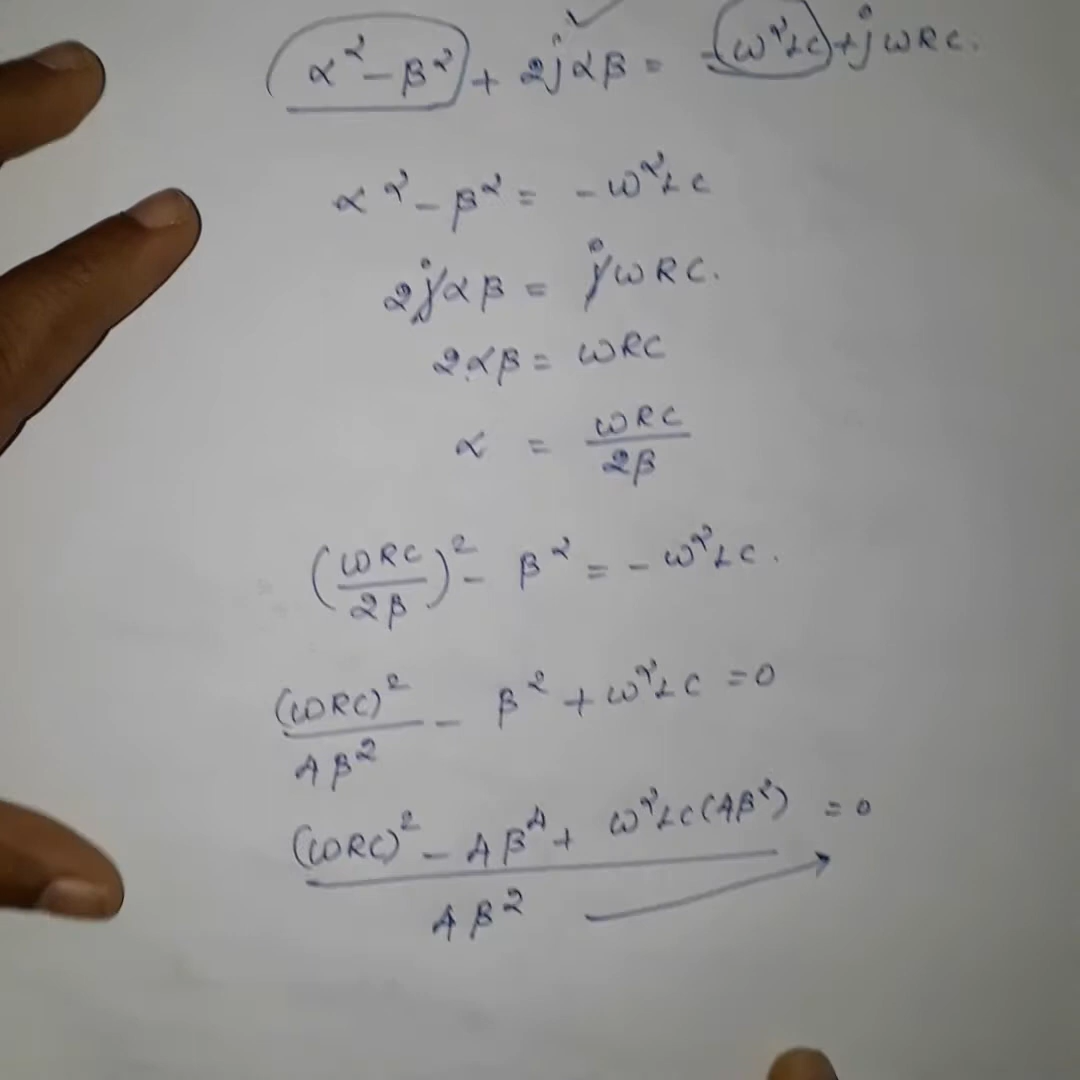 α² - β² + 2jαβ = -ω²LC + jωRC.
α² - β² = -ω²LC
2jαβ = jωRC.
2αβ = ωRC
α = ωRC / 2β
(ωRC / 2β)² - β² = -ω²LC.
(ωRC)² / 4β² - β² + ω²LC = 0
(ωRC)² - 4β⁴ + ω²LC(4β²) / 4β² = 0